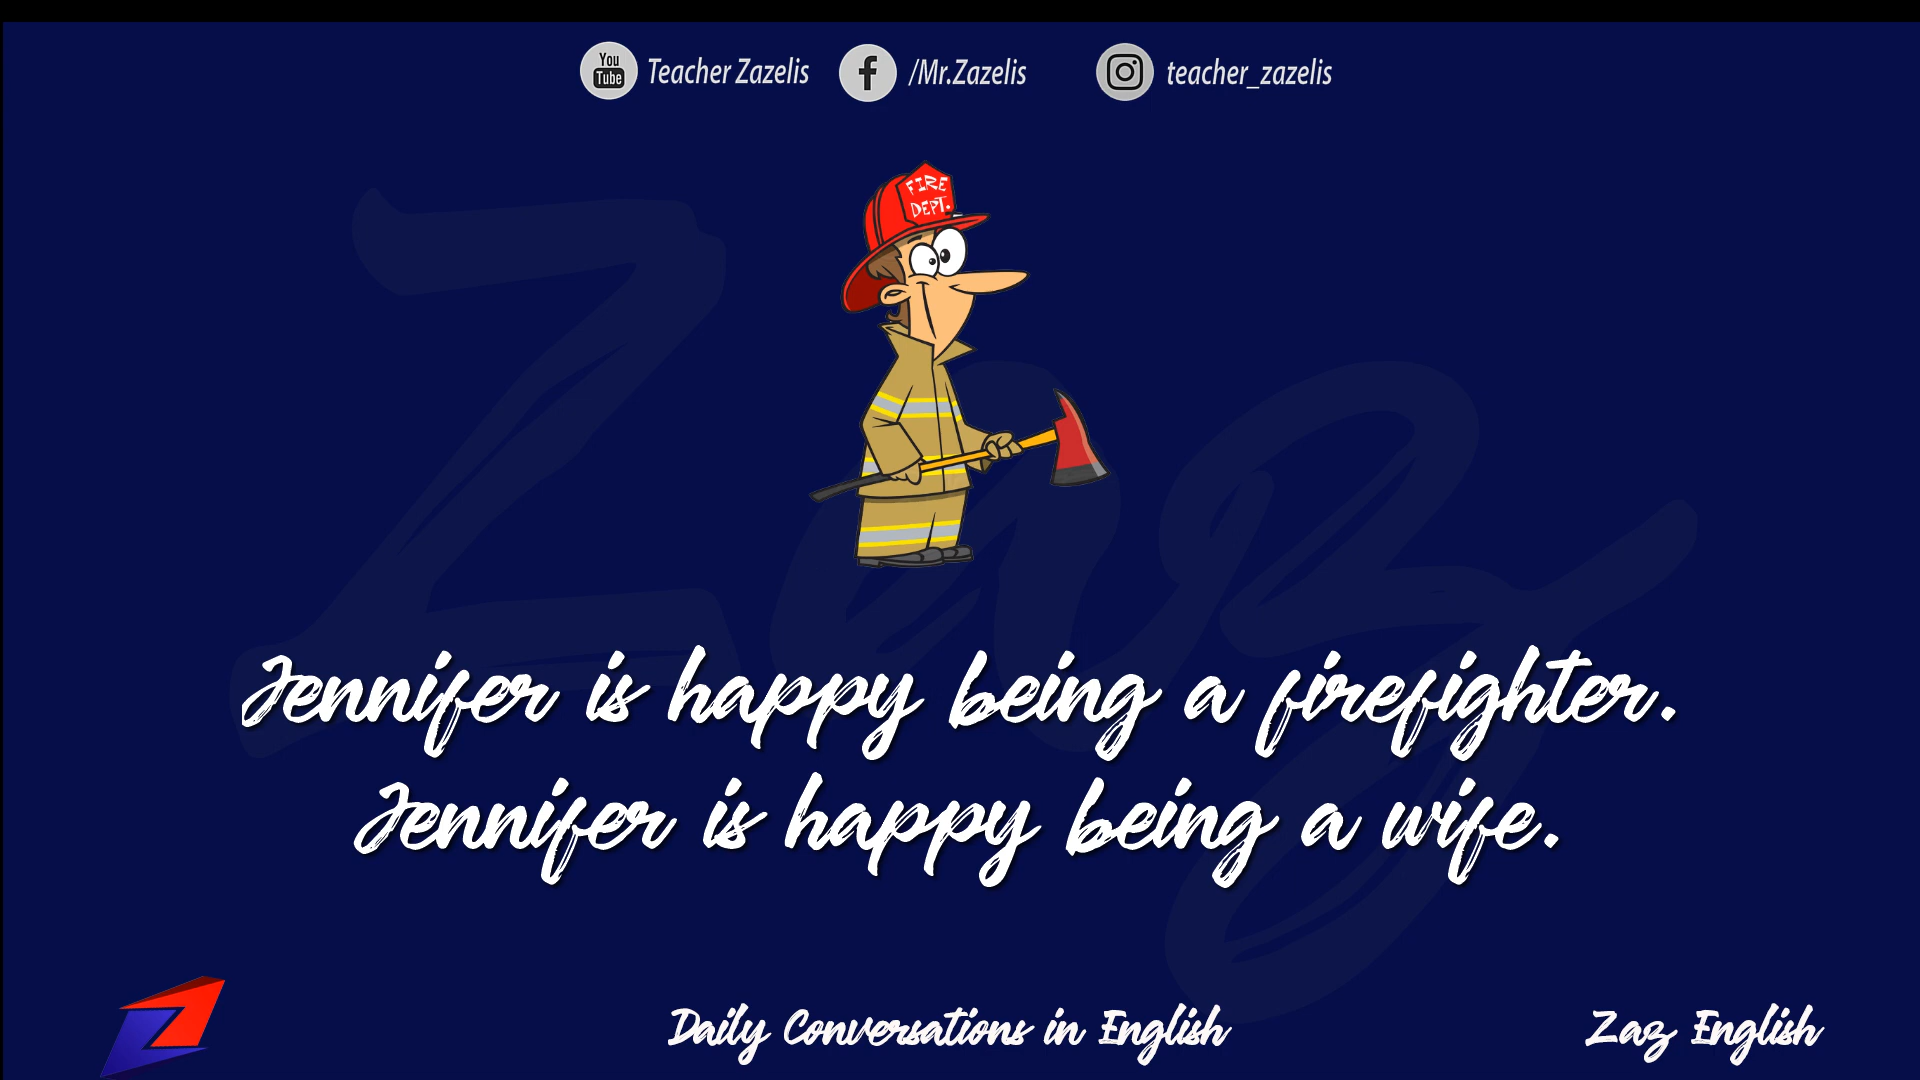 You Tube Teacher Zazelis /Mr.Zazelis teacher_zazelis
FIRE
DEPT.
Zaz
Jennifer is happy being a firefighter.
Jennifer is happy being a wife.
Z
Daily Conversations in English
Zaz English